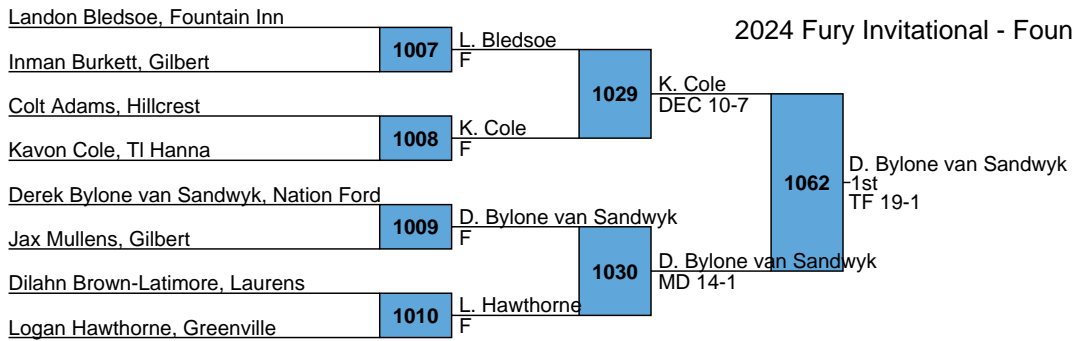 2024 Fury Invitational - Foun
Landon Bledsoe, Fountain Inn
1007
Inman Burkett, Gilbert
L. Bledsoe
F
1029
Colt Adams, Hillcrest
1008
Kavon Cole, TI Hanna
K. Cole
F
K. Cole
DEC 10-7
1062
Derek Bylone van Sandwyk, Nation Ford
1009
Jax Mullens, Gilbert
D. Bylone van Sandwyk
F
1030
Dilahn Brown-Latimore, Laurens
1010
Logan Hawthorne, Greenville
L. Hawthorne
F
D. Bylone van Sandwyk
MD 14-1
D. Bylone van Sandwyk
1st
TF 19-1